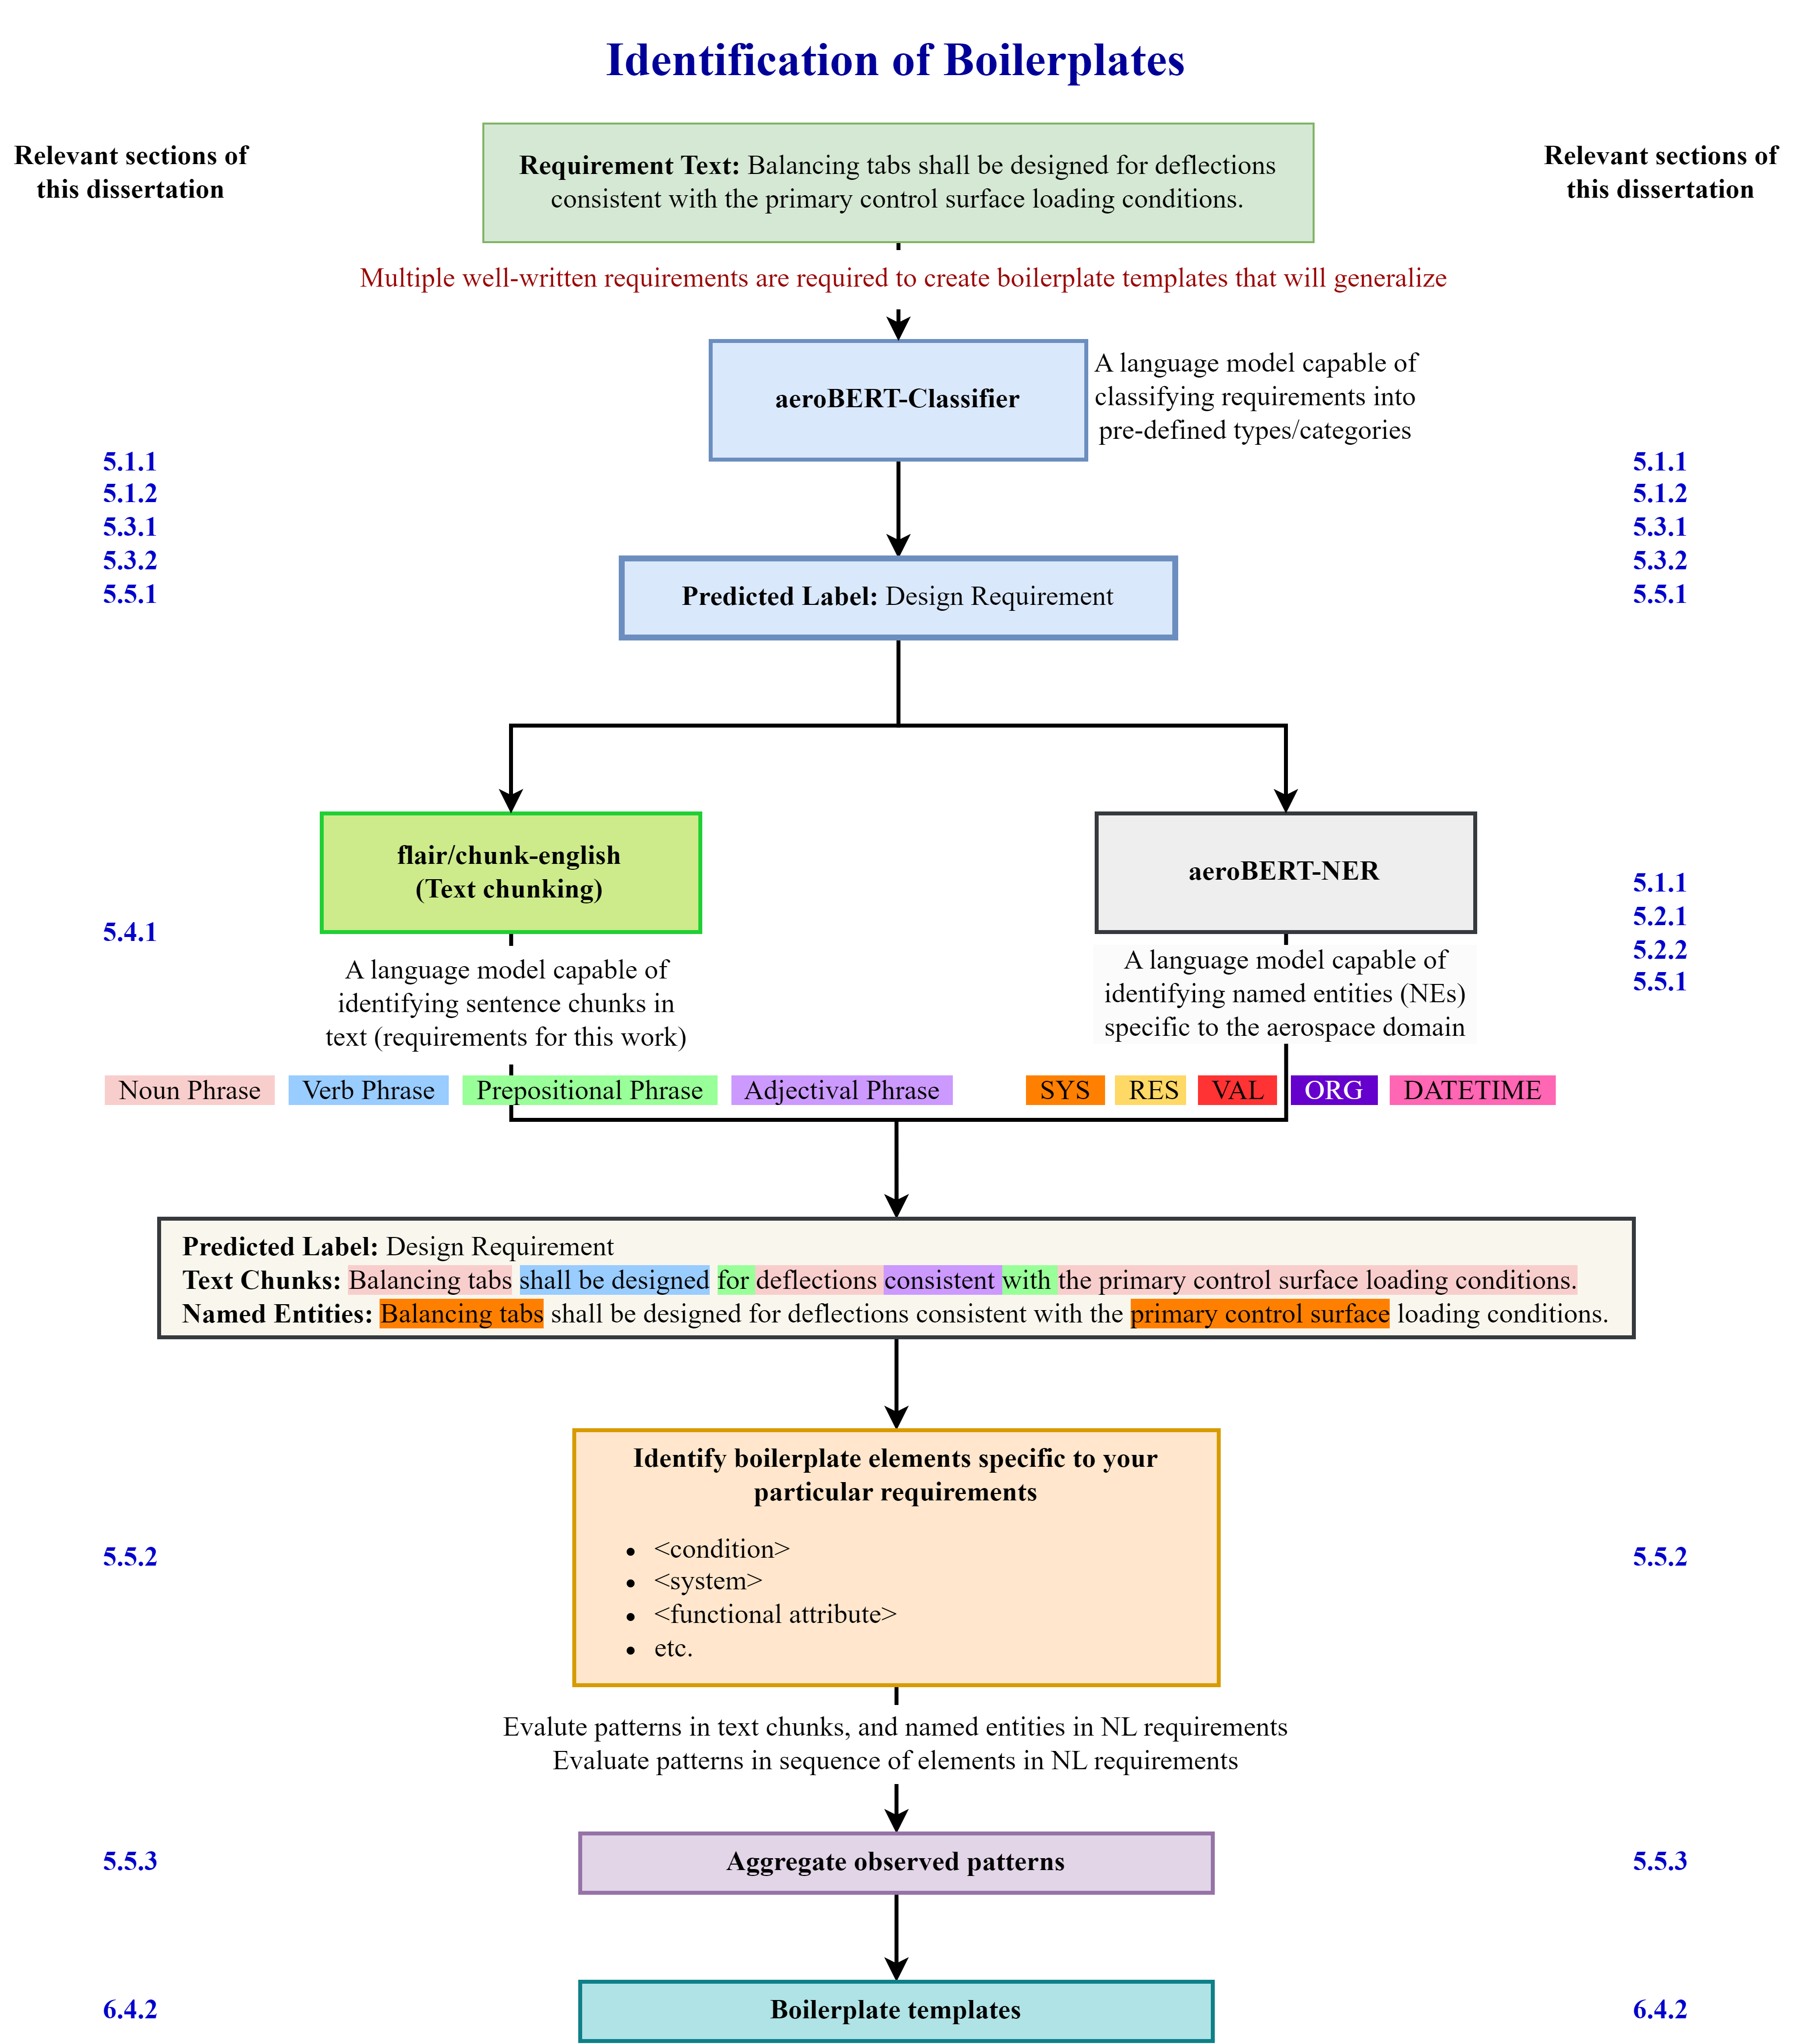 Identification of Boilerplates
Relevant sections of
this dissertation
Requirement Text: Balancing tabs shall be designed for deflections
consistent with the primary control surface loading conditions.
Relevant sections of
this dissertation
Multiple well-written requirements are required to create boilerplate templates that will generalize
aeroBERT-Classifier
A language model capable of
classifying requirements into
pre-defined types/categories
5.1.1
5.1.2
5.3.1
5.3.2
5.5.1
Predicted Label: Design Requirement
5.1.1
5.1.2
5.3.1
5.3.2
5.5.1
flair/chunk-english
(Text chunking)
aeroBERT-NER
5.4.1
A language model capable of
identifying sentence chunks in
text (requirements for this work)
A language model capable of
identifying named entities (NEs)
specific to the aerospace domain
5.1.1
5.2.1
5.2.2
5.5.1
Noun Phrase Verb Phrase Prepositional Phrase Adjectival Phrase SYS RES VAL ORG DATETIME
Predicted Label: Design Requirement
Text Chunks: Balancing tabs shall be designed for deflections consistent with the primary control surface loading conditions.
Named Entities: Balancing tabs shall be designed for deflections consistent with the primary control surface loading conditions.
Identify boilerplate elements specific to your
particular requirements
• <condition>
• <system>
• <functional attribute>
• etc.
5.5.2
5.5.2
Evalute patterns in text chunks, and named entities in NL requirements
Evaluate patterns in sequence of elements in NL requirements
5.5.3
Aggregate observed patterns
5.5.3
6.4.2
Boilerplate templates
6.4.2